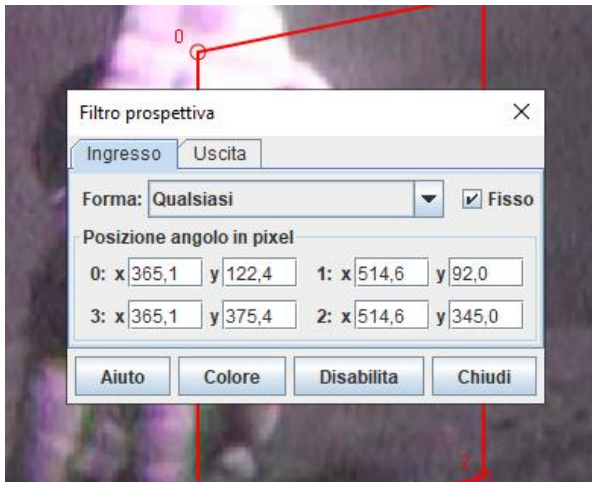 0
Filtro prospettiva
Ingresso Uscita
Forma: Qualsiasi Fisso
Posizione angolo in pixel
0: x 365,1 y 122,4 1: x 514,6 y 92,0
3: x 365,1 y 375,4 2: x 514,6 y 345,0
Aiuto Colore Disabilita Chiudi
2